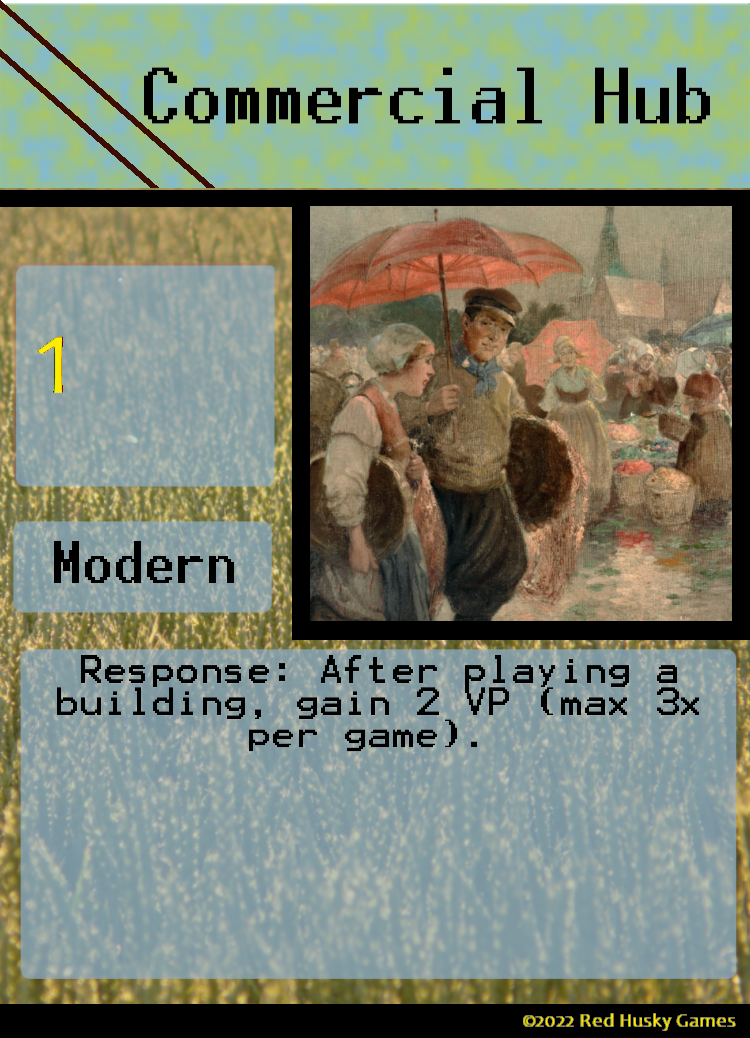 Commercial Hub
1
Modern
Response: After playing a
building, gain 2 VP (max 3x
per game).
©2022 Red Husky Games